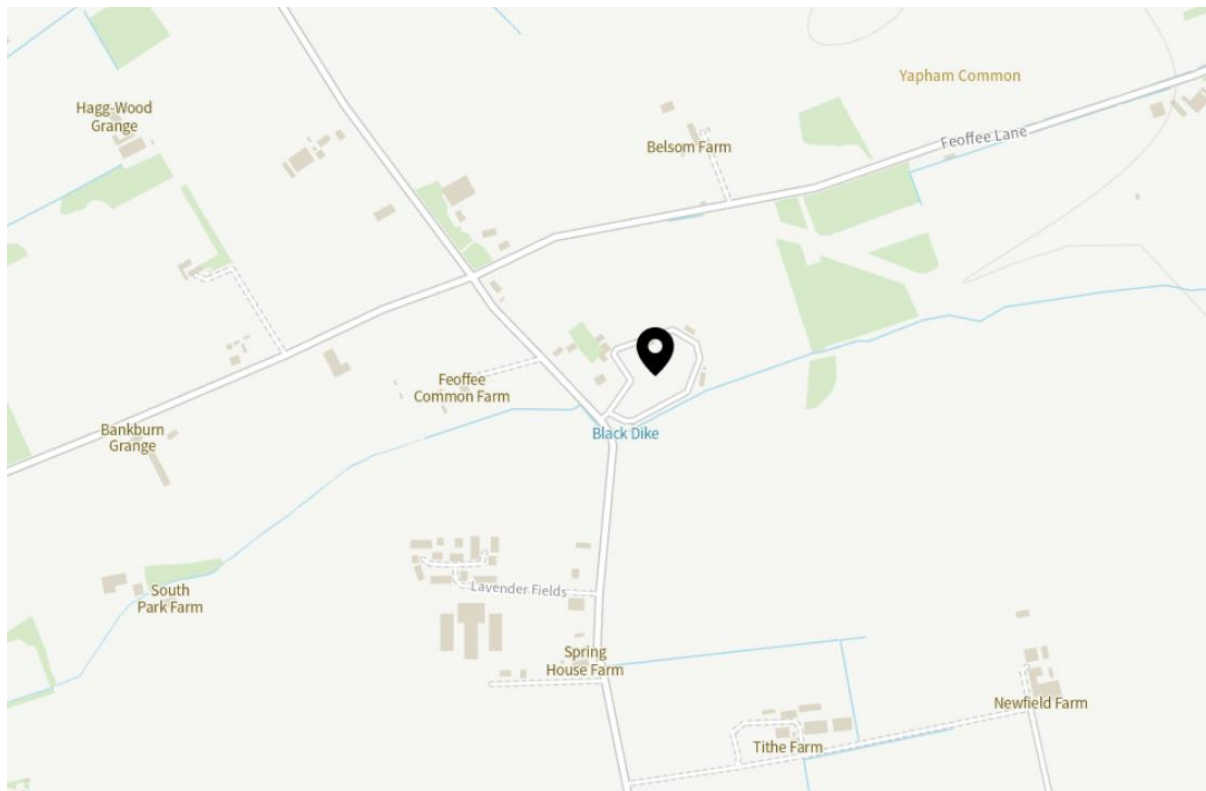 Yapham Common
Hagg-Wood
Grange
Feoffee Lane
Belsom Farm
Feoffee
Common Farm
Bankburn
Grange
Black Dike
Lavender Fields
South
Park Farm
Spring
House Farm
Newfield Farm
Tithe Farm